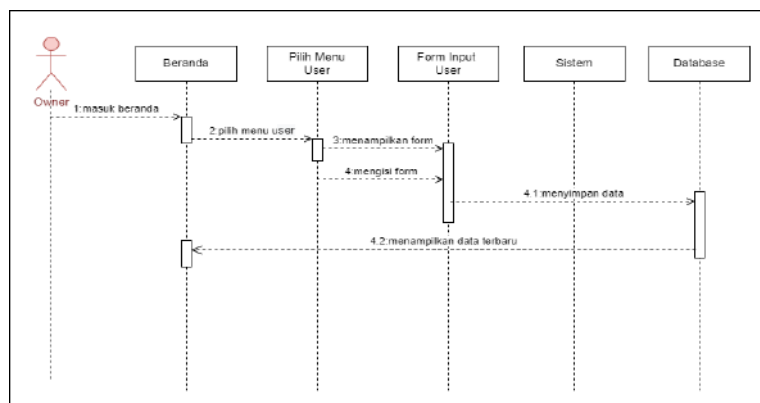 Beranda
Pilih Menu
User
Form Input
User
Sistem
Database
Owner
1:masuk beranda
2:pilih menu user
3:menampilkan form
4:mengisi form
4.1:menyimpan data
4.2:menampilkan data terbaru